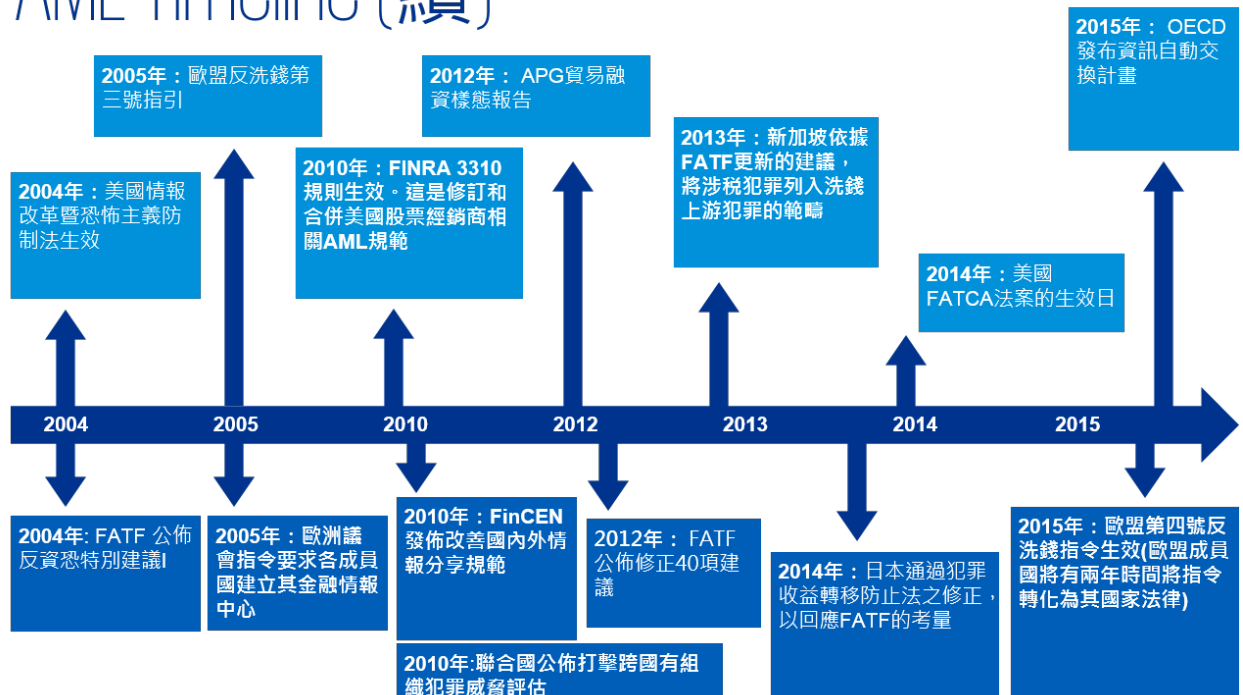 AML Timeline (續)
2015年： OECD
發布資訊自動交
換計畫
2005年：歐盟反洗錢第
三號指引
2012年： APG貿易融
資樣態報告
2013年：新加坡依據
FATF更新的建議，
將涉稅犯罪列入洗錢
上游犯罪的範疇
2010年：FINRA 3310
規則生效。這是修訂和
合併美國股票經銷商相
關AML規範
2004年：美國情報
改革暨恐怖主義防
制法生效
2014年：美國
FATCA法案的生效日
2004
2005
2010
2012
2013
2014
2015
2004年: FATF 公佈
反資恐特別建議I
2005年：歐洲議
會指令要求各成員
國建立其金融情報
中心
2010年：FinCEN
發佈改善國內外情
報分享規範
2012年： FATF
公佈修正40項建
議
2014年：日本通過犯罪
收益轉移防止法之修正，
以回應FATF的考量
2015年：歐盟第四號反
洗錢指令生效(歐盟成員
國將有兩年時間將指令
轉化為其國家法律)
2010年:聯合國公佈打擊跨國有組
織犯罪威脅評估